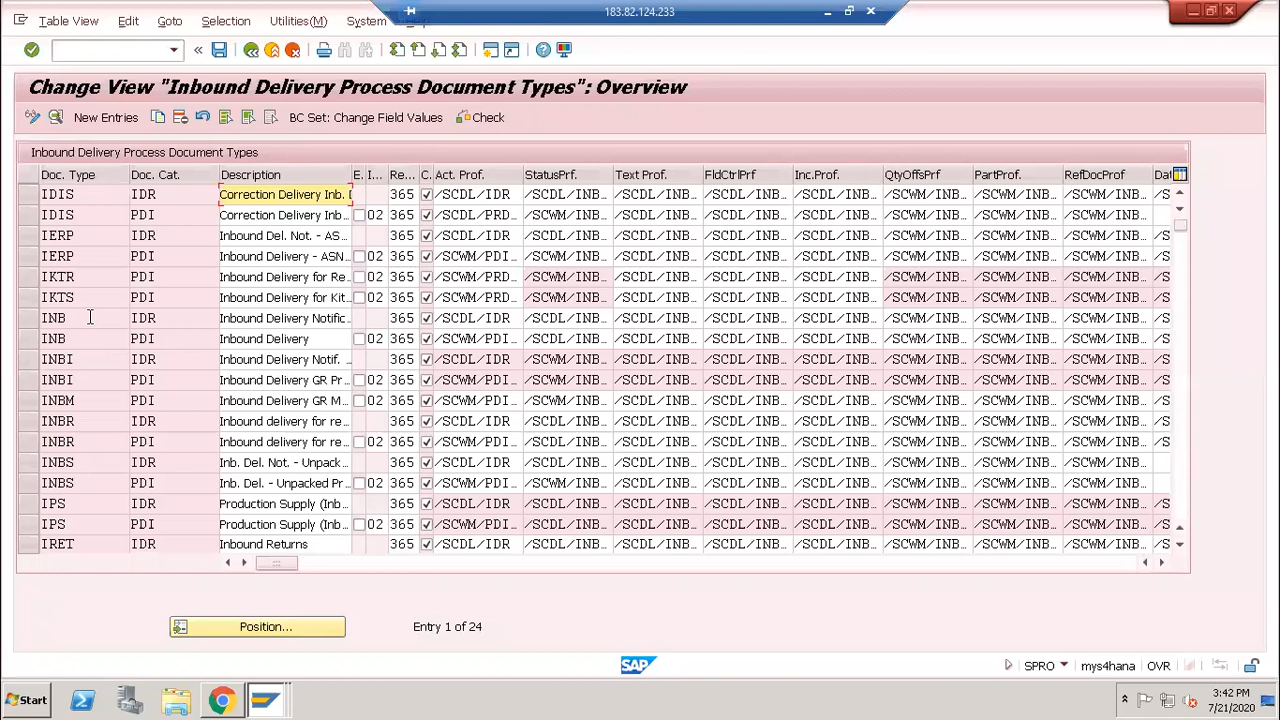 183.82.124.233
Table View Edit Goto Selection Utilities(M) System
Change View "Inbound Delivery Process Document Types": Overview
New Entries BC Set: Change Field Values Check
Inbound Delivery Process Document Types
Doc. Type Doc. Cat. Description E. I... Re... C. Act. Prof StatusPrf. Text Prof. FldCtrlPrf Inc.Prof. QtyOffsPrf PartProf. RefDocProf Dat
IDIS IDR Correction Delivery Inb. 365 /SCDL/IDR /SCDL/INB... /SCDL/INB... /SCDL/INB... /SCDL/INB... /SCWM/INB... /SCWM/INB... /SCWM/INB... /S
IDIS PDI Correction Delivery Inb... 02 365 /SCDL/PRD... /SCWM/INB... /SCDL/INB... /SCDL/INB... /SCDL/INB... /SCWM/INB... /SCWM/INB... /SCWM/INB... /S
IERP IDR Inbound Del. Not. - AS... 365 /SCDL/IDR /SCDL/INB... /SCDL/INB... /SCDL/INB... /SCDL/INB... /SCWM/INB... /SCWM/INB... /SCWM/INB... /S
IERP PDI Inbound Delivery - ASN... 02 365 /SCWM/PDI... /SCWM/INB... /SCDL/INB... /SCDL/INB... /SCDL/INB... /SCWM/INB... /SCWM/INB... /SCWM/INB... /S
IKTR PDI Inbound Delivery for Re... 02 365 /SCWM/PRD... /SCWM/INB... /SCDL/INB... /SCDL/INB... /SCDL/INB... /SCWM/INB... /SCWM/INB... /SCWM/INB... /S
IKTS PDI Inbound Delivery for Kit... 02 365 /SCWM/PRD... /SCWM/INB... /SCDL/INB... /SCDL/INB... /SCDL/INB... /SCWM/INB... /SCWM/INB... /SCWM/INB... /S
INB IDR Inbound Delivery Notific... 365 /SCDL/IDR /SCDL/INB... /SCDL/INB... /SCDL/INB... /SCDL/INB... /SCWM/INB... /SCWM/INB... /SCWM/INB... /S
INB PDI Inbound Delivery 02 365 /SCWM/PDI... /SCWM/INB... /SCDL/INB... /SCDL/INB... /SCDL/INB... /SCWM/INB... /SCWM/INB... /SCWM/INB... /S
INBI IDR Inbound Delivery Notif. ... 365 /SCDL/IDR /SCDL/INB... /SCDL/INB... /SCDL/INB... /SCDL/INB... /SCWM/INB... /SCWM/INB... /SCWM/INB... /S
INBI PDI Inbound Delivery GR Pr... 02 365 /SCWM/PDI... /SCWM/INB... /SCDL/INB... /SCDL/INB... /SCDL/INB... /SCWM/INB... /SCWM/INB... /SCWM/INB... /S
INBM PDI Inbound Delivery GR M... 02 365 /SCWM/PDI... /SCWM/INB... /SCDL/INB... /SCDL/INB... /SCDL/INB... /SCWM/INB... /SCWM/INB... /SCWM/INB... /S
INBR IDR Inbound delivery for re... 365 /SCDL/IDR /SCDL/INB... /SCDL/INB... /SCDL/INB... /SCDL/INB... /SCWM/INB... /SCWM/INB... /SCWM/INB...
INBR PDI Inbound delivery for re... 02 365 /SCWM/PDI... /SCWM/INB... /SCDL/INB... /SCDL/INB... /SCDL/INB... /SCWM/INB... /SCWM/INB... /SCWM/INB... /S
INBS IDR Inb. Del. Not. - Unpack... 365 /SCDL/IDR /SCDL/INB... /SCDL/INB... /SCDL/INB... /SCDL/INB... /SCWM/INB... /SCWM/INB... /SCWM/INB...
INBS PDI Inb. Del. - Unpacked Pr... 02 365 /SCWM/PDI... /SCWM/INB... /SCDL/INB... /SCDL/INB... /SCDL/INB... /SCWM/INB... /SCWM/INB... /SCWM/INB...
IPS IDR Production Supply (Inb... 365 /SCDL/IDR /SCDL/INB... /SCDL/INB... /SCDL/INB... /SCDL/INB... /SCWM/INB... /SCWM/INB... /SCWM/INB... /S
IPS PDI Production Supply (Inb... 02 365 /SCWM/PDI... /SCWM/INB... /SCDL/INB... /SCDL/INB... /SCDL/INB... /SCWM/INB... /SCWM/INB... /SCWM/INB... /S
IRET IDR Inbound Returns 365 /SCDL/IDR /SCDL/INB... /SCDL/INB... /SCDL/INB... /SCDL/INB... /SCWM/INB... /SCWM/INB... /SCWM/INB... /S
Position... Entry 1 of 24
SAP SPRO mys4hana OVR
Start 3:42 PM
7/21/2020